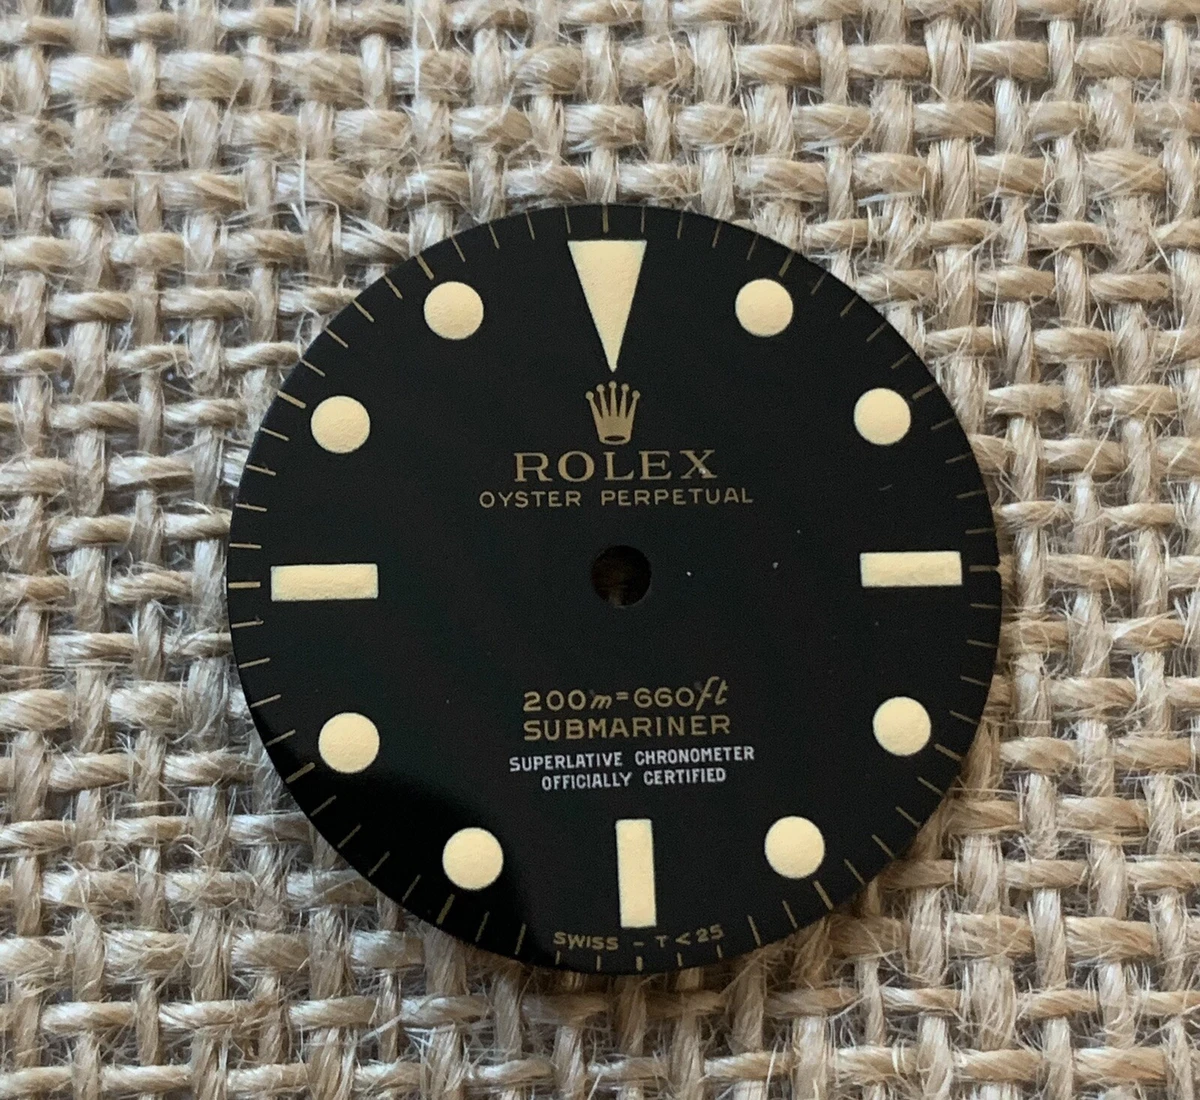 ROLEX
OYSTER PERPETUAL
200m=660ft
SUBMARINER
SUPERLATIVE CHRONOMETER
OFFICIALLY CERTIFIED
SWISS - T<25